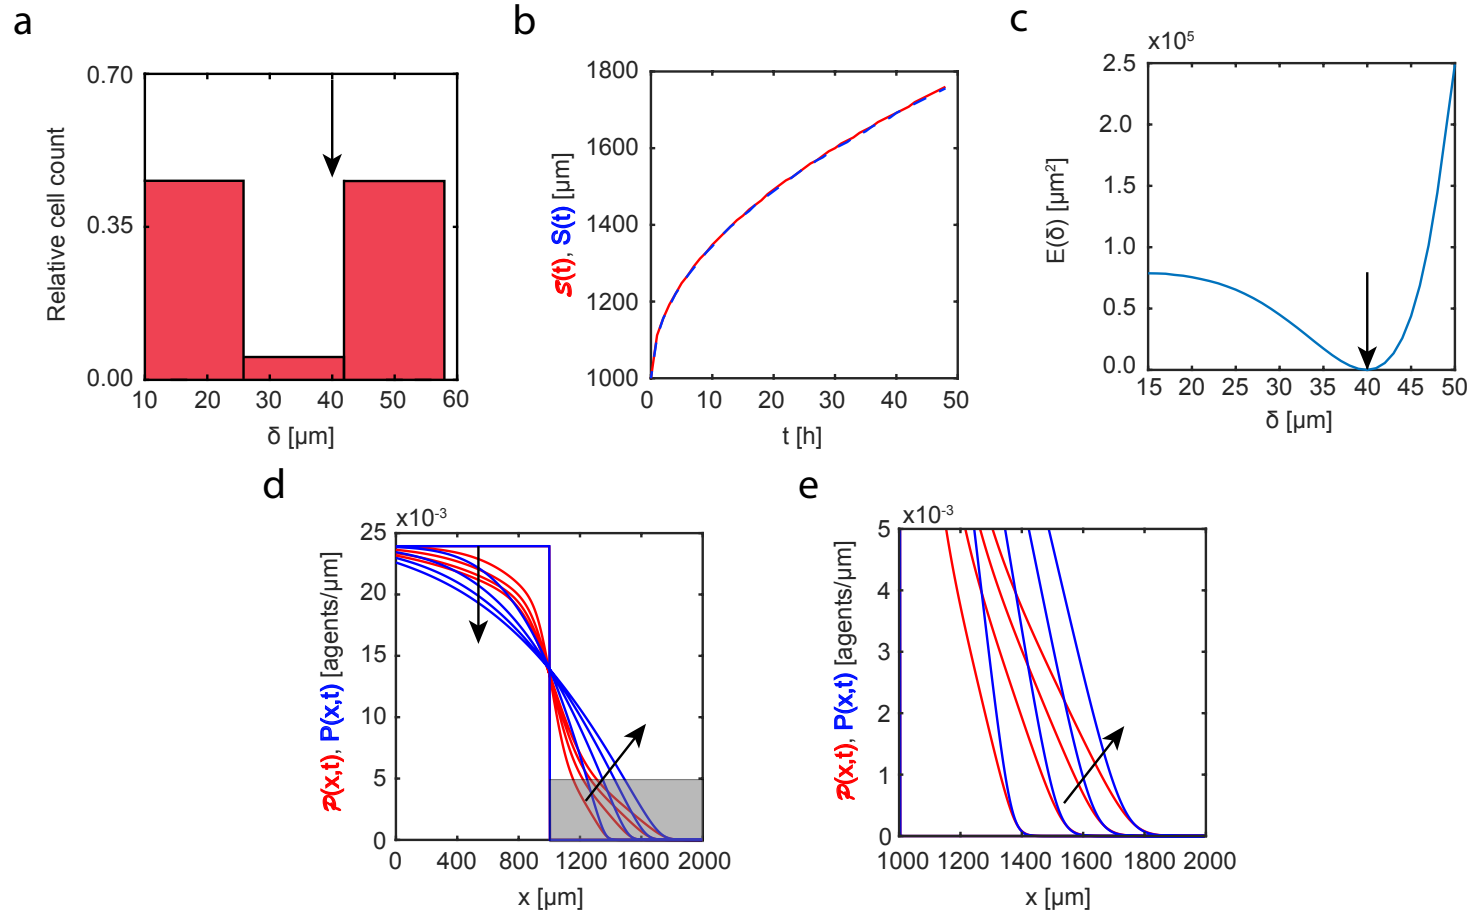 a
0.70
0.35
0.00
Relative cell count
10 20 30 40 50 60
δ [µm]
b
1800
1600
1400
1200
1000
𝓢(t), S(t) [µm]
0 10 20 30 40 50
t [h]
c
x10⁵
2.5
2.0
1.5
1.0
0.5
0.0
E(δ) [µm²]
15 20 25 30 35 40 45 50
δ [µm]
d
x10⁻³
25
20
15
10
5
0
𝓟(x,t), P(x,t) [agents/µm]
0 400 800 1200 1600 2000
x [µm]
e
x10⁻³
5
4
3
2
1
0
𝓟(x,t), P(x,t) [agents/µm]
1000 1200 1400 1600 1800 2000
x [µm]